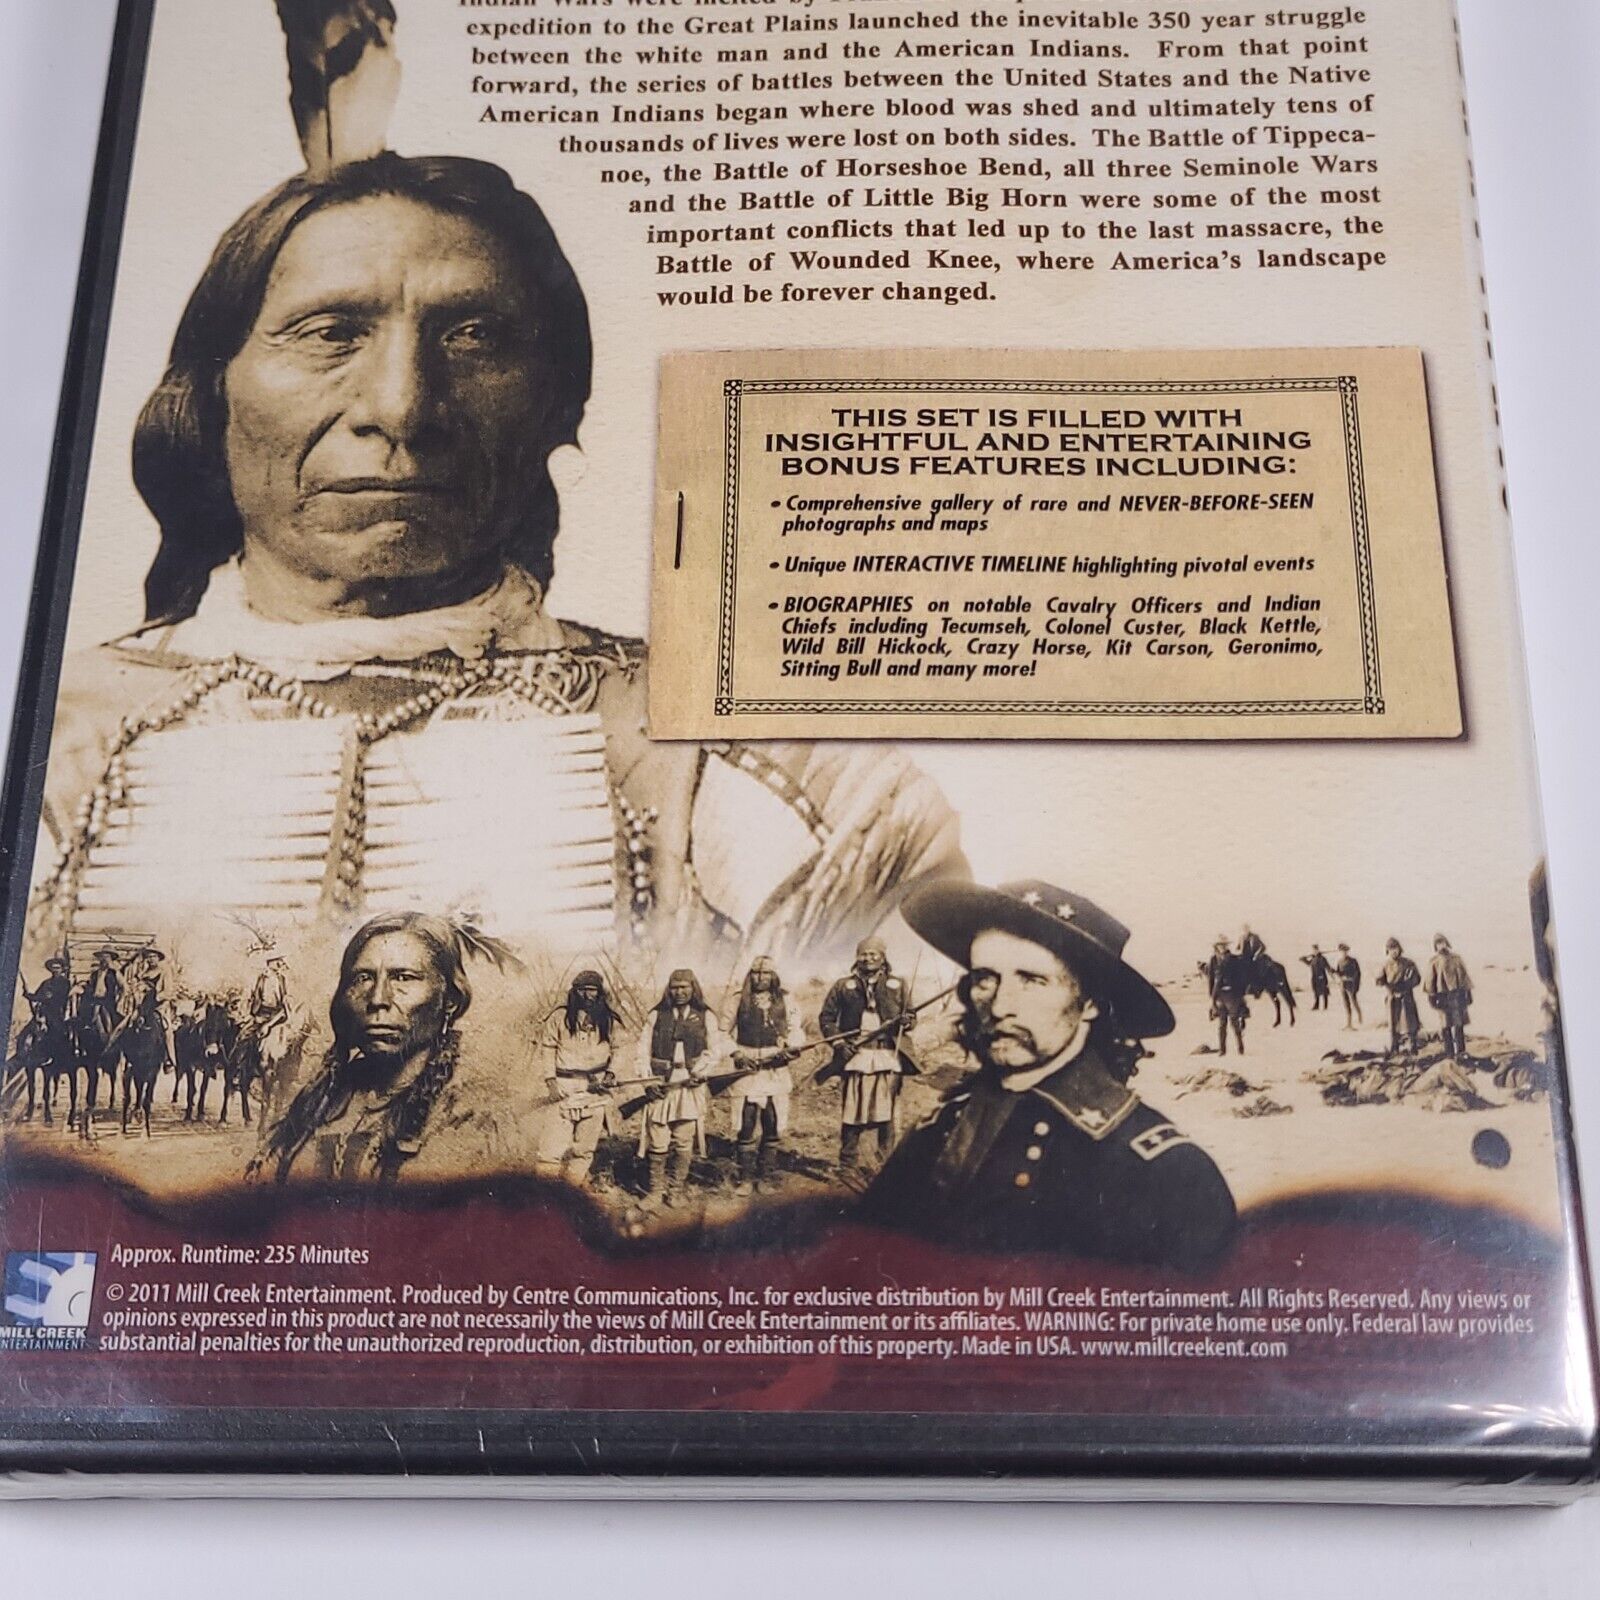 Indian Wars were incited by
expedition to the Great Plains launched the inevitable 350 year struggle
between the white man and the American Indians. From that point
forward, the series of battles between the United States and the Native
American Indians began where blood was shed and ultimately tens of
thousands of lives were lost on both sides. The Battle of Tippeca-
noe, the Battle of Horseshoe Bend, all three Seminole Wars
and the Battle of Little Big Horn were some of the most
important conflicts that led up to the last massacre, the
Battle of Wounded Knee, where America's landscape
would be forever changed.
THIS SET IS FILLED WITH
INSIGHTFUL AND ENTERTAINING
BONUS FEATURES INCLUDING:
• Comprehensive gallery of rare and NEVER-BEFORE-SEEN
photographs and maps
• Unique INTERACTIVE TIMELINE highlighting pivotal events
• BIOGRAPHIES on notable Cavalry Officers and Indian
Chiefs including Tecumseh, Colonel Custer, Black Kettle,
Wild Bill Hickock, Crazy Horse, Kit Carson, Geronimo,
Sitting Bull and many more!
Approx. Runtime: 235 Minutes
© 2011 Mill Creek Entertainment. Produced by Centre Communications, Inc. for exclusive distribution by Mill Creek Entertainment. All Rights Reserved. Any views or
opinions expressed in this product are not necessarily the views of Mill Creek Entertainment or its affiliates. WARNING: For private home use only. Federal law provides
substantial penalties for the unauthorized reproduction, distribution, or exhibition of this property. Made in USA. www.millcreekent.com
MILL CREEK
ENTERTAINMENT